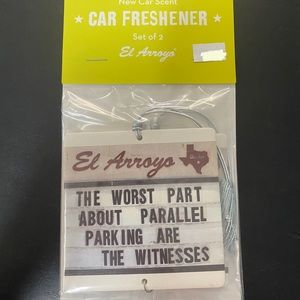 New Car Scent
★ CAR FRESHENER ★
Set of 2
El Arroyo
El Arroyo
THE WORST PART
ABOUT PARALLEL
PARKING ARE
THE WITNESSES